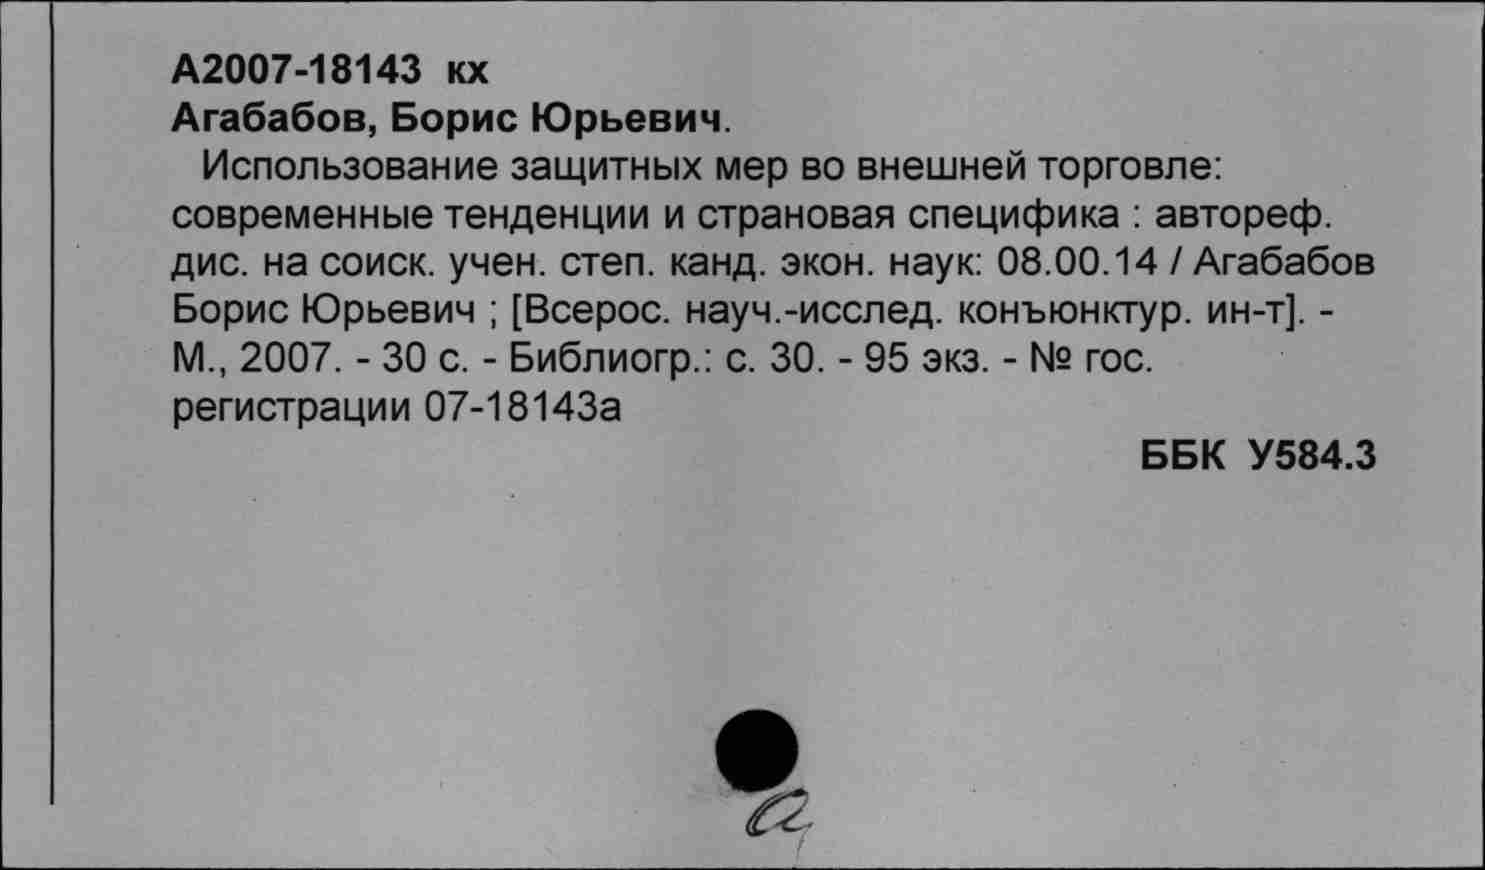 А2007-18143 кх
Агабабов, Борис Юрьевич.
Использование защитных мер во внешней торговле:
современные тенденции и страновая специфика : автореф.
дис. на соиск. учен. степ. канд. экон. наук: 08.00.14 / Агабабов
Борис Юрьевич ; [Всерос. науч.-исслед. конъюнктур. ин-т]. -
М., 2007. - 30 с. - Библиогр.: с. 30. - 95 экз. - № гос.
регистрации 07-18143а
ББК У584.3
а